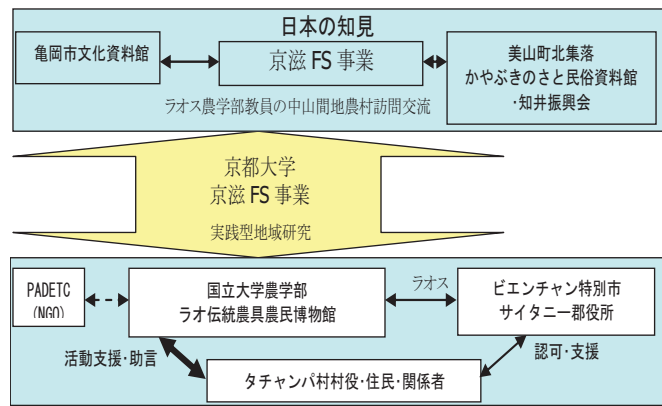 日本の知見
亀岡市文化資料館
京滋 FS 事業
美山町北集落
かやぶきのさと民俗資料館
・知井振興会
ラオス農学部教員の中山間地農村訪問交流
京都大学
京滋 FS 事業
実践型地域研究
PADETC
(NGO)
国立大学農学部
ラオ伝統農具農民博物館
ラオス
ビエンチャン特別市
サイタニー郡役所
活動支援・助言
認可・支援
タチャンパ村村役・住民・関係者